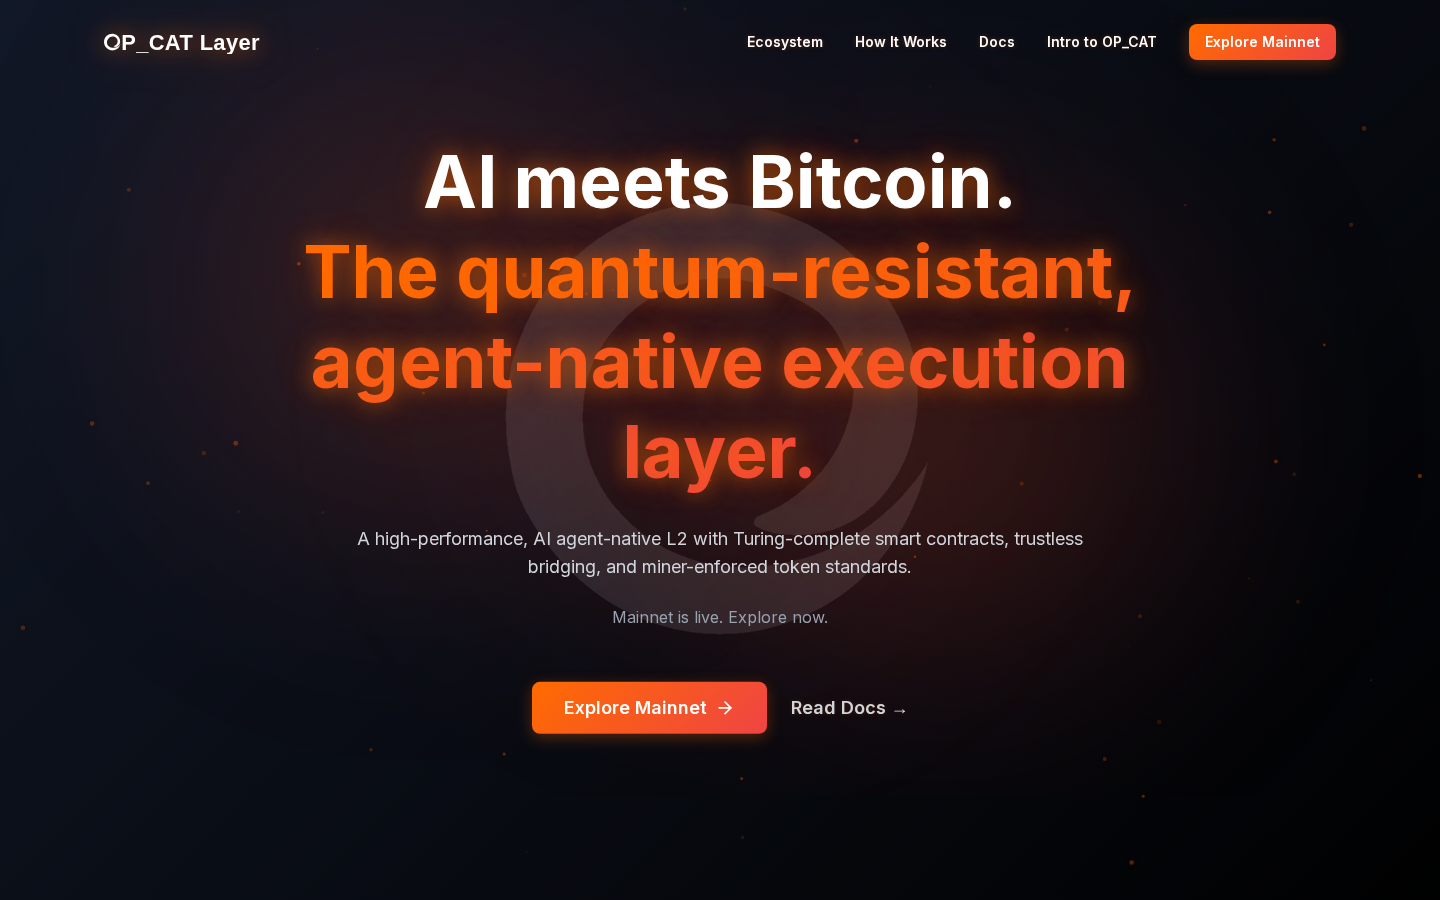 OP_CAT Layer
Ecosystem
How It Works
Docs
Intro to OP_CAT
Explore Mainnet
AI meets Bitcoin.
The quantum-resistant,
agent-native execution
layer.
A high-performance, AI agent-native L2 with Turing-complete smart contracts, trustless
bridging, and miner-enforced token standards.
Mainnet is live. Explore now.
Explore Mainnet →
Read Docs →